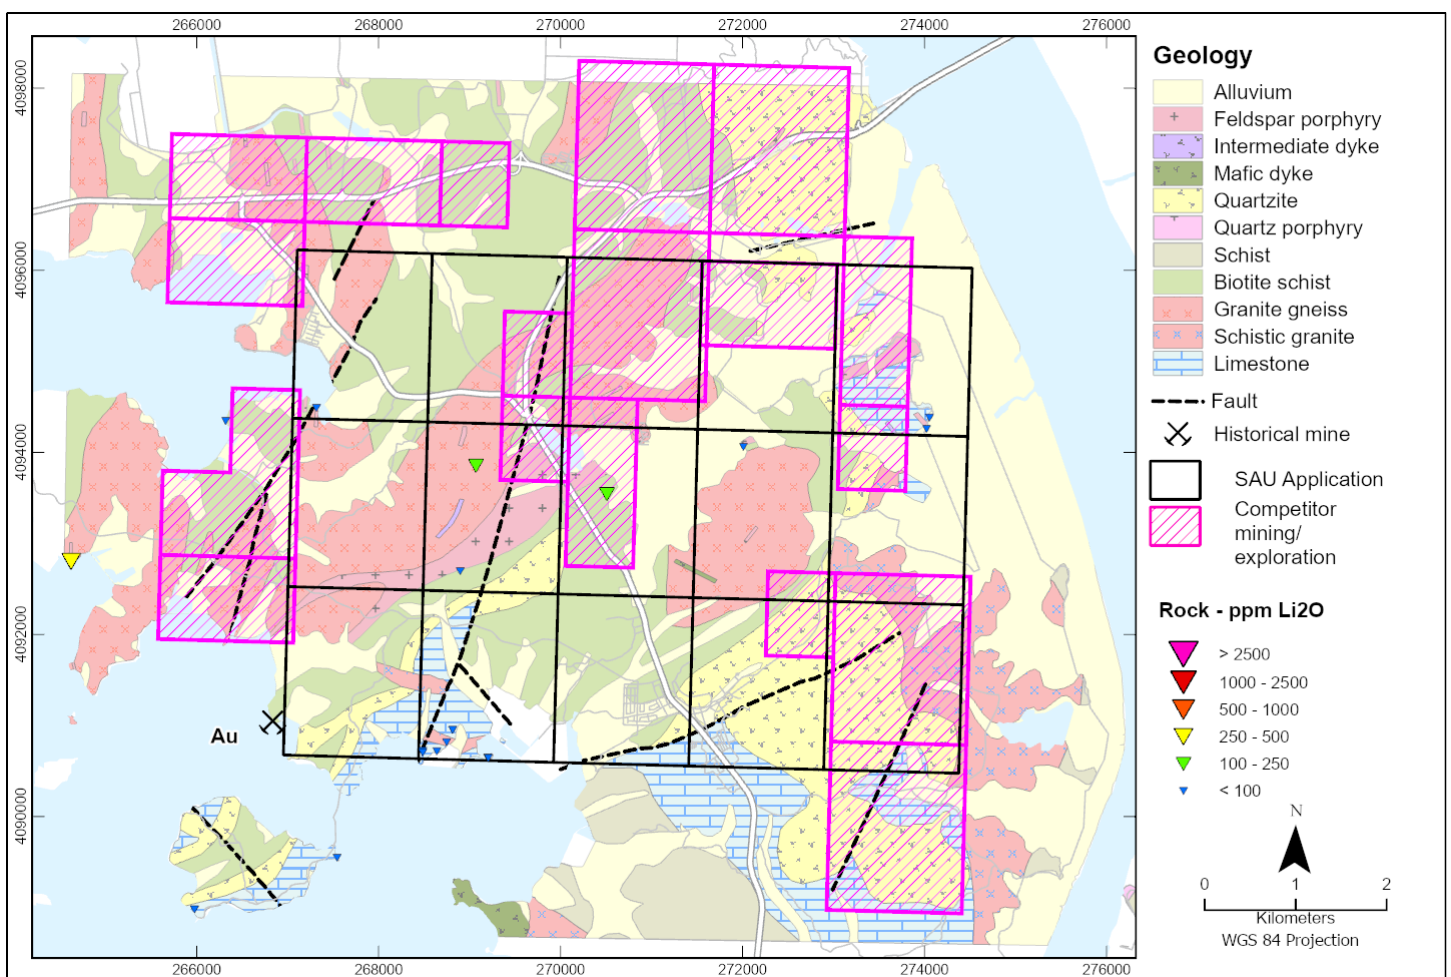 266000 268000 270000 272000 274000 276000
4098000
4096000
4094000
4092000
4090000
Au
266000 268000 270000 272000 274000 276000
Geology
Alluvium
Feldspar porphyry
Intermediate dyke
Mafic dyke
Quartzite
Quartz porphyry
Schist
Biotite schist
Granite gneiss
Schistic granite
Limestone
Fault
Historical mine
SAU Application
Competitor
mining/
exploration
Rock - ppm Li2O
> 2500
1000 - 2500
500 - 1000
250 - 500
100 - 250
< 100
N
0 1 2
Kilometers
WGS 84 Projection